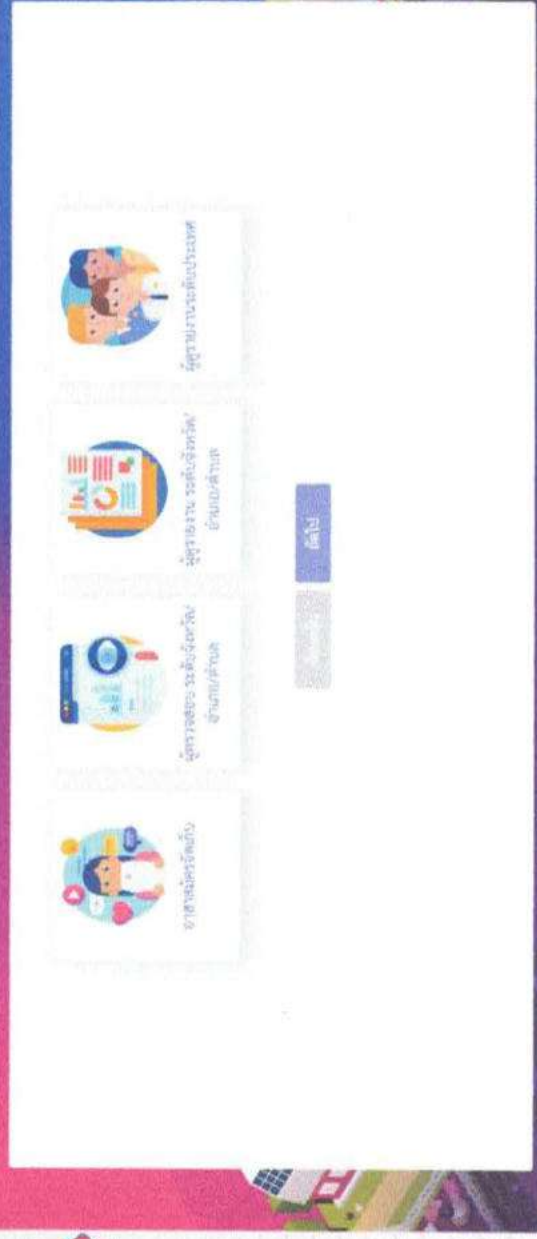 อาสาสมัครจัดเก็บ
ผู้ตรวจสอบ ระดับจังหวัด/
อำเภอ/ตำบล
ผู้ดูรายงาน ระดับจังหวัด/
อำเภอ/ตำบล
ผู้ดูรายงานระดับประเทศ
ถัดไป